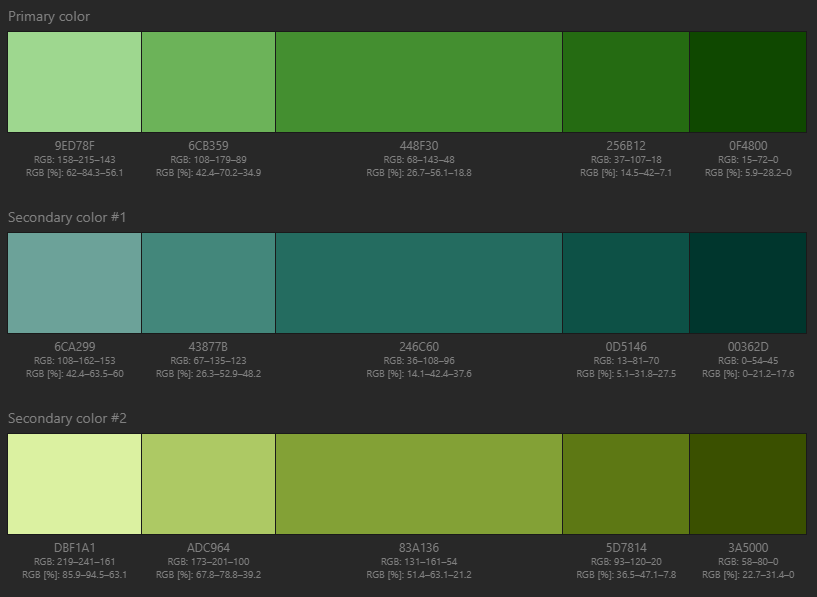 Primary color
9ED78F 6CB359 448F30 256B12 0F4800
RGB: 158–215–143 RGB: 108–179–89 RGB: 68–143–48 RGB: 37–107–18 RGB: 15–72–0
RGB [%]: 62–84.3–56.1 RGB [%]: 42.4–70.2–34.9 RGB [%]: 26.7–56.1–18.8 RGB [%]: 14.5–42–7.1 RGB [%]: 5.9–28.2–0
Secondary color #1
6CA299 43877B 246C60 0D5146 00362D
RGB: 108–162–153 RGB: 67–135–123 RGB: 36–108–96 RGB: 13–81–70 RGB: 0–54–45
RGB [%]: 42.4–63.5–60 RGB [%]: 26.3–52.9–48.2 RGB [%]: 14.1–42.4–37.6 RGB [%]: 5.1–31.8–27.5 RGB [%]: 0–21.2–17.6
Secondary color #2
DBF1A1 ADC964 83A136 5D7814 3A5000
RGB: 219–241–161 RGB: 173–201–100 RGB: 131–161–54 RGB: 93–120–20 RGB: 58–80–0
RGB [%]: 85.9–94.5–63.1 RGB [%]: 67.8–78.8–39.2 RGB [%]: 51.4–63.1–21.2 RGB [%]: 36.5–47.1–7.8 RGB [%]: 22.7–31.4–0